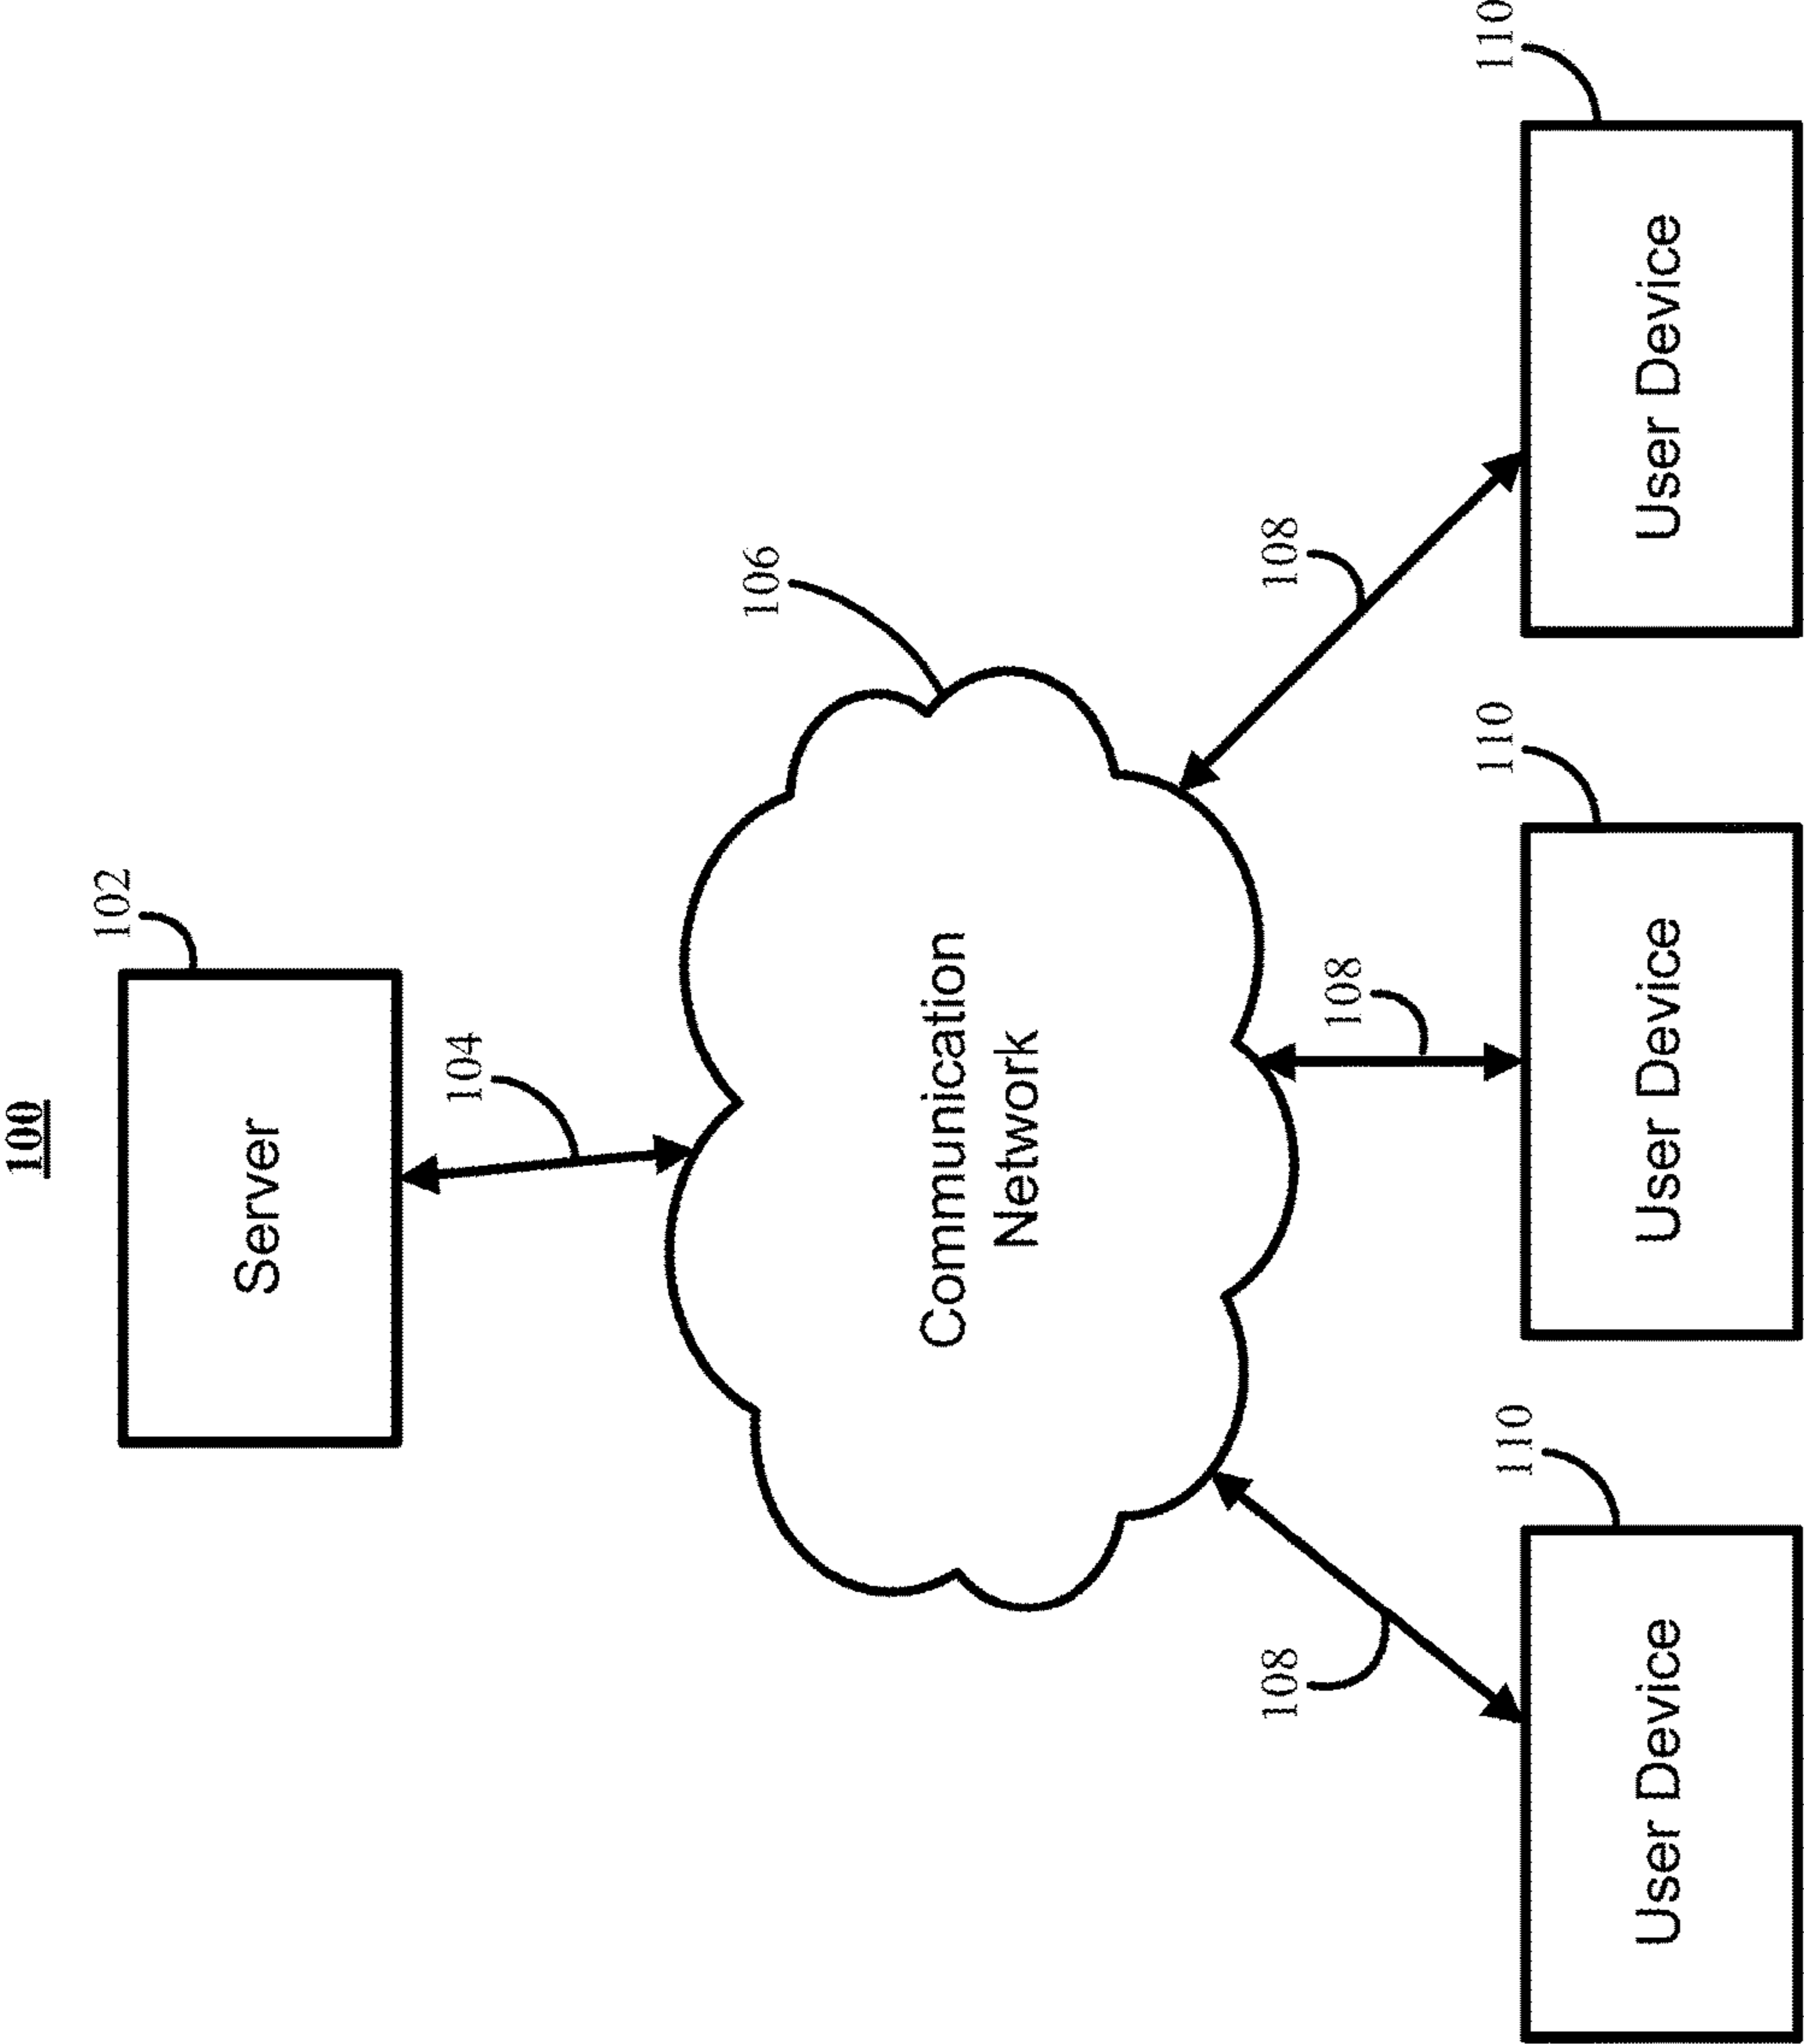 100
102
Server
104
106
Communication
Network
108
108
108
110
110
110
User Device
User Device
User Device